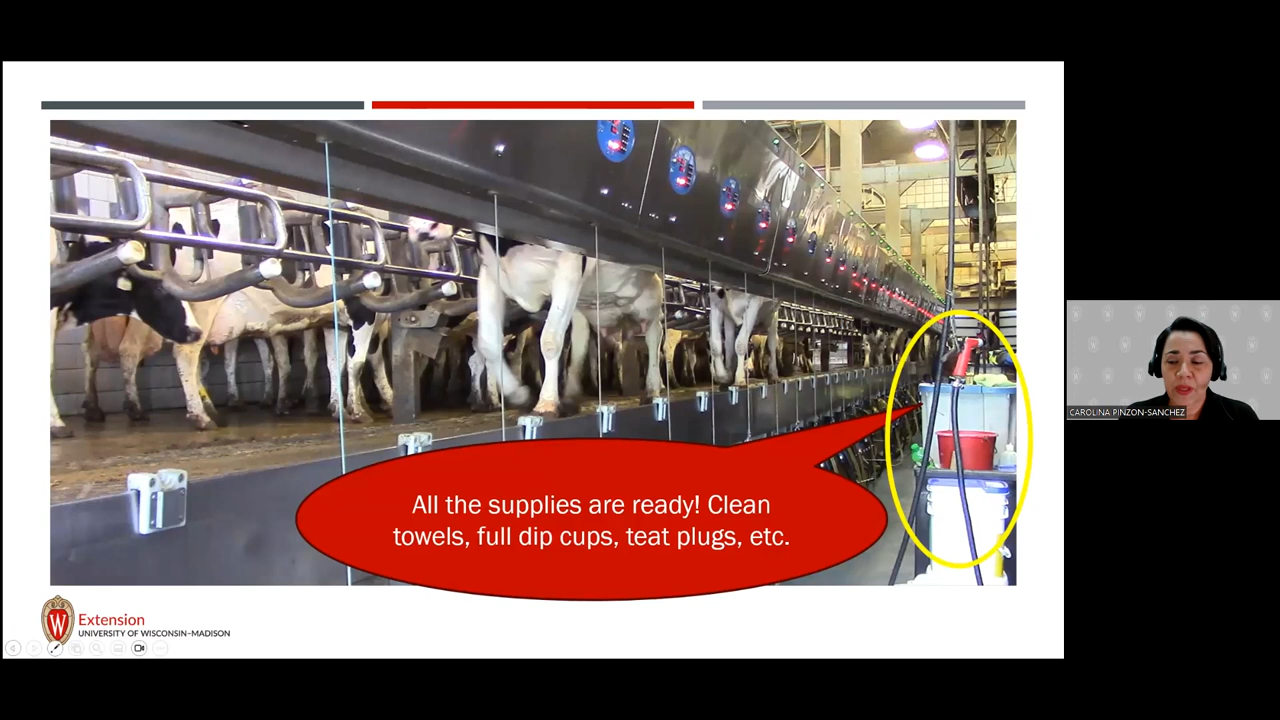 All the supplies are ready! Clean
towels, full dip cups, teat plugs, etc.
W
Extension
UNIVERSITY OF WISCONSIN–MADISON
CAROLINA PINZON-SANCHEZ